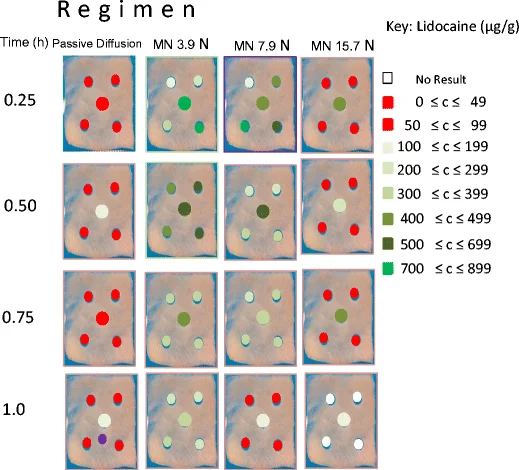 Regimen
Key: Lidocaine (µg/g)
Time (h) Passive Diffusion MN 3.9 N MN 7.9 N MN 15.7 N
No Result
0.25
0 ≤ c ≤ 49
50 ≤ c ≤ 99
100 ≤ c ≤ 199
200 ≤ c ≤ 299
300 ≤ c ≤ 399
0.50
400 ≤ c ≤ 499
500 ≤ c ≤ 699
700 ≤ c ≤ 899
0.75
1.0